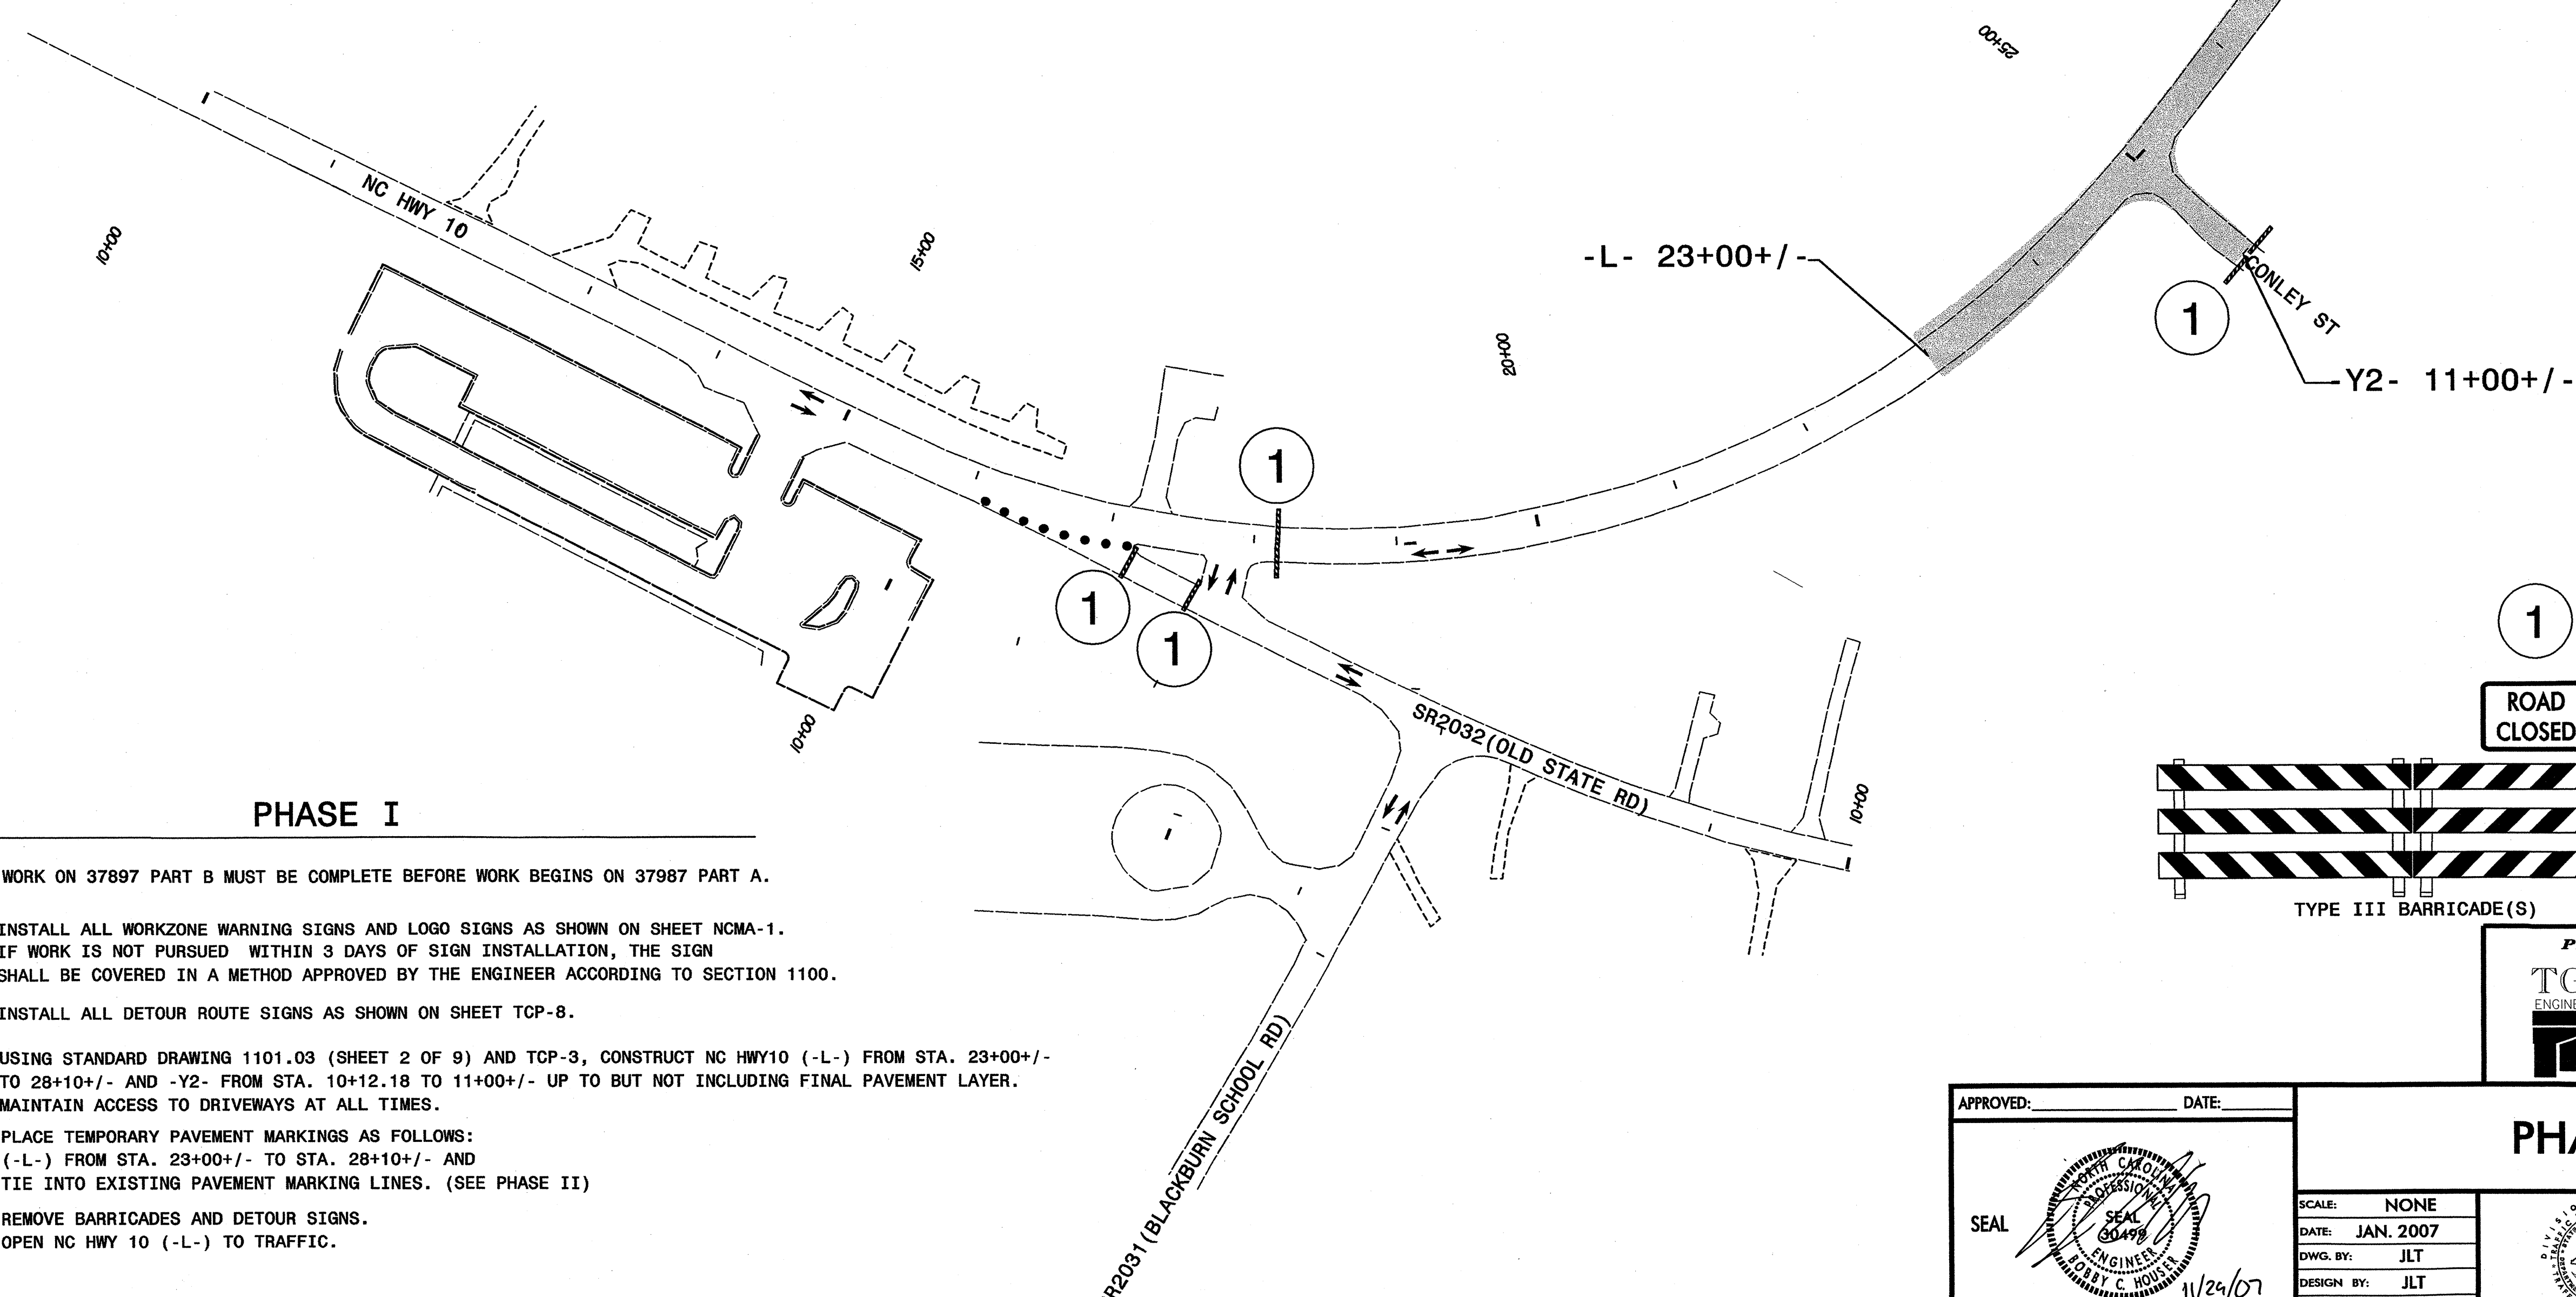 25+00
NC HWY 10
10+00
15+00
-L- 23+00+/-
20+00
L
CONLEY ST
1
-Y2- 11+00+/-
1
1
1
1
ROAD
CLOSED
TYPE III BARRICADE(S)
10+00
SR2032(OLD STATE RD)
10+00
R2031(BLACKBURN SCHOOL RD)
PHASE I
WORK ON 37897 PART B MUST BE COMPLETE BEFORE WORK BEGINS ON 37987 PART A.
INSTALL ALL WORKZONE WARNING SIGNS AND LOGO SIGNS AS SHOWN ON SHEET NCMA-1.
IF WORK IS NOT PURSUED WITHIN 3 DAYS OF SIGN INSTALLATION, THE SIGN
SHALL BE COVERED IN A METHOD APPROVED BY THE ENGINEER ACCORDING TO SECTION 1100.
INSTALL ALL DETOUR ROUTE SIGNS AS SHOWN ON SHEET TCP-8.
USING STANDARD DRAWING 1101.03 (SHEET 2 OF 9) AND TCP-3, CONSTRUCT NC HWY10 (-L-) FROM STA. 23+00+/-
TO 28+10+/- AND -Y2- FROM STA. 10+12.18 TO 11+00+/- UP TO BUT NOT INCLUDING FINAL PAVEMENT LAYER.
MAINTAIN ACCESS TO DRIVEWAYS AT ALL TIMES.
PLACE TEMPORARY PAVEMENT MARKINGS AS FOLLOWS:
(-L-) FROM STA. 23+00+/- TO STA. 28+10+/- AND
TIE INTO EXISTING PAVEMENT MARKING LINES. (SEE PHASE II)
REMOVE BARRICADES AND DETOUR SIGNS.
OPEN NC HWY 10 (-L-) TO TRAFFIC.
P
TG
ENGINE
APPROVED: DATE:
SEAL
NORTH CAROLINA
PROFESSIONAL
SEAL
30499
ENGINEER
BOBBY C. HOUSER
11/29/07
PHA
SCALE: NONE
DATE: JAN. 2007
DWG. BY: JLT
DESIGN BY: JLT